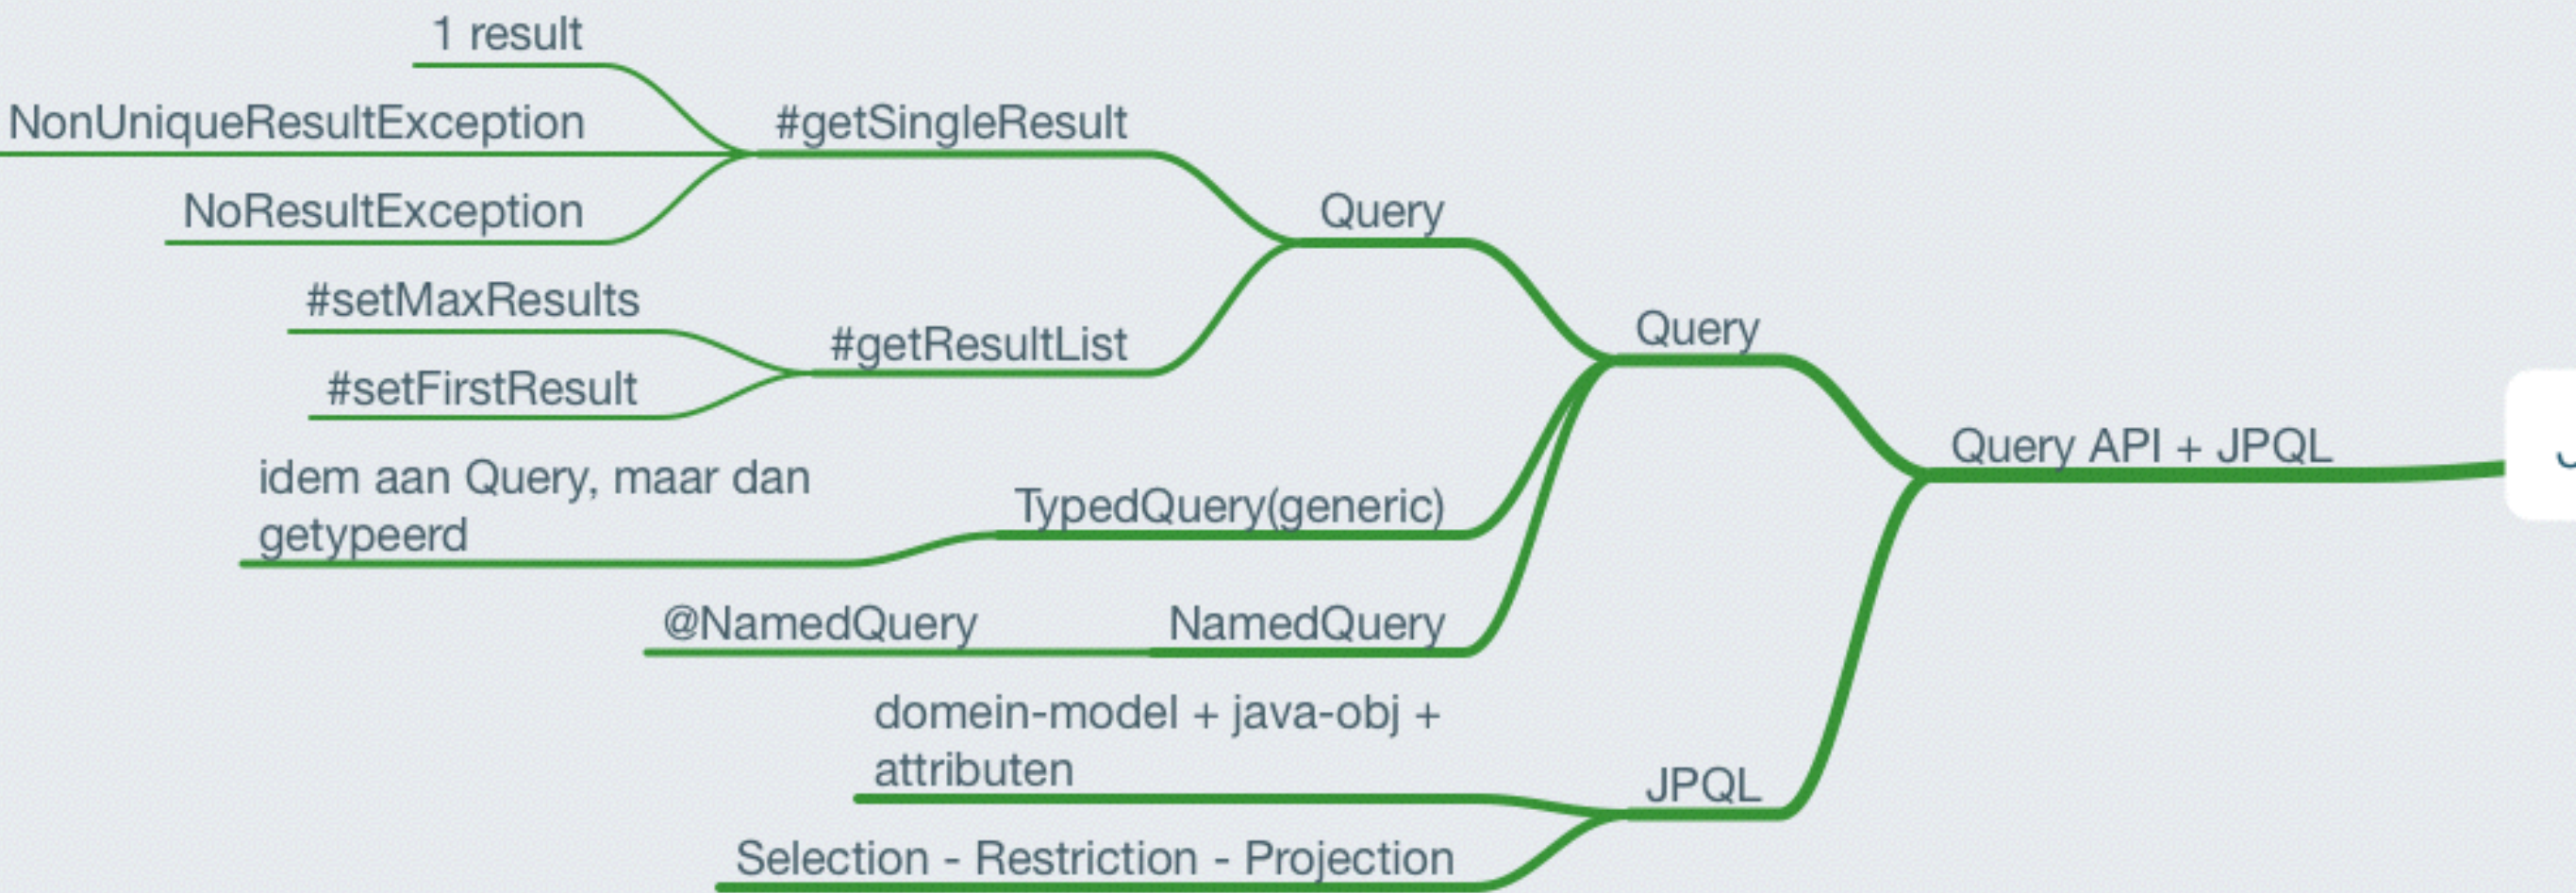 1 result
NonUniqueResultException
#getSingleResult
NoResultException
Query
#setMaxResults
#getResultList
Query
#setFirstResult
Query API + JPQL
idem aan Query, maar dan
getypeerd
TypedQuery(generic)
@NamedQuery
NamedQuery
domein-model + java-obj +
attributen
JPQL
Selection - Restriction - Projection